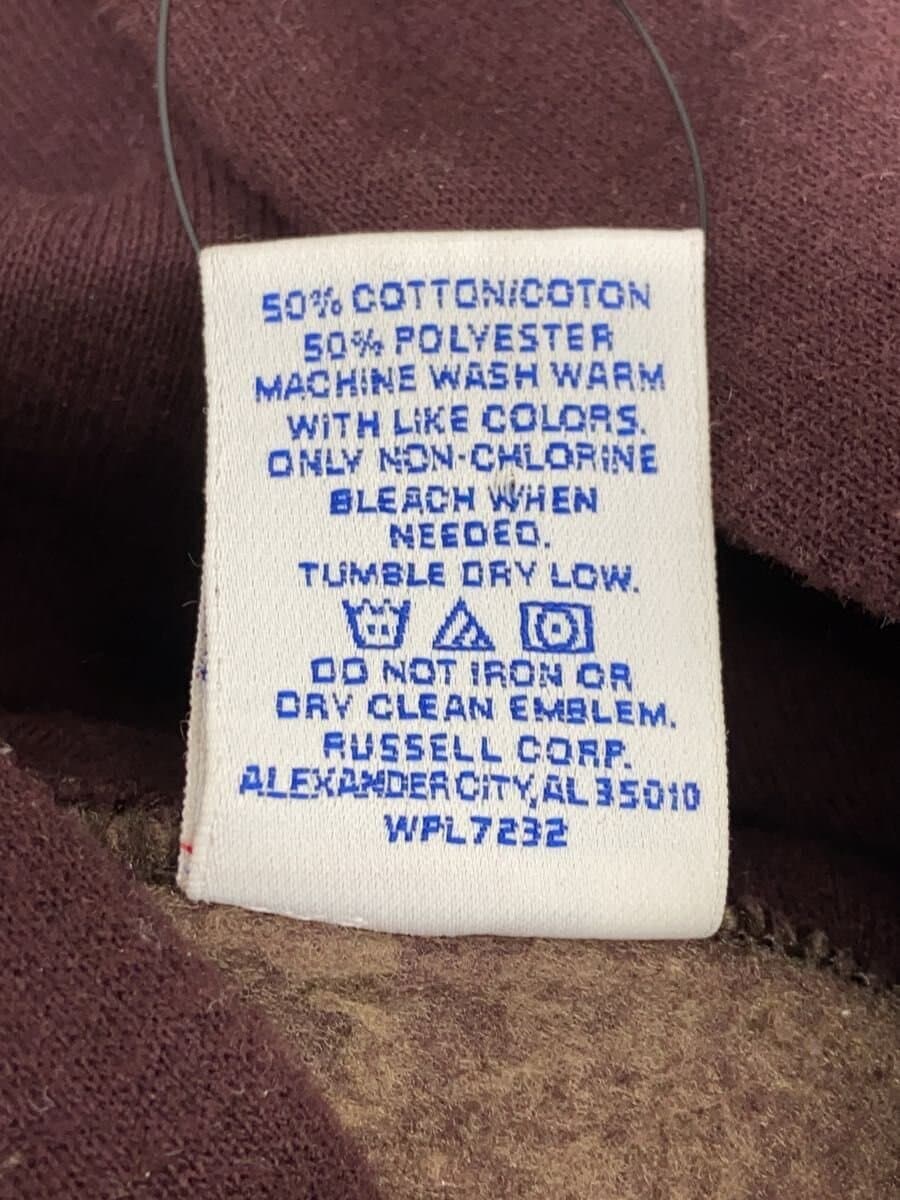 50% COTTON/COTON
50% POLYESTER
MACHINE WASH WARM
WITH LIKE COLORS.
ONLY NON-CHLORINE
BLEACH WHEN
NEEDED.
TUMBLE DRY LOW.
DO NOT IRON OR
DRY CLEAN EMBLEM.
RUSSELL CORP.
ALEXANDER CITY, AL 35010
WPL7232